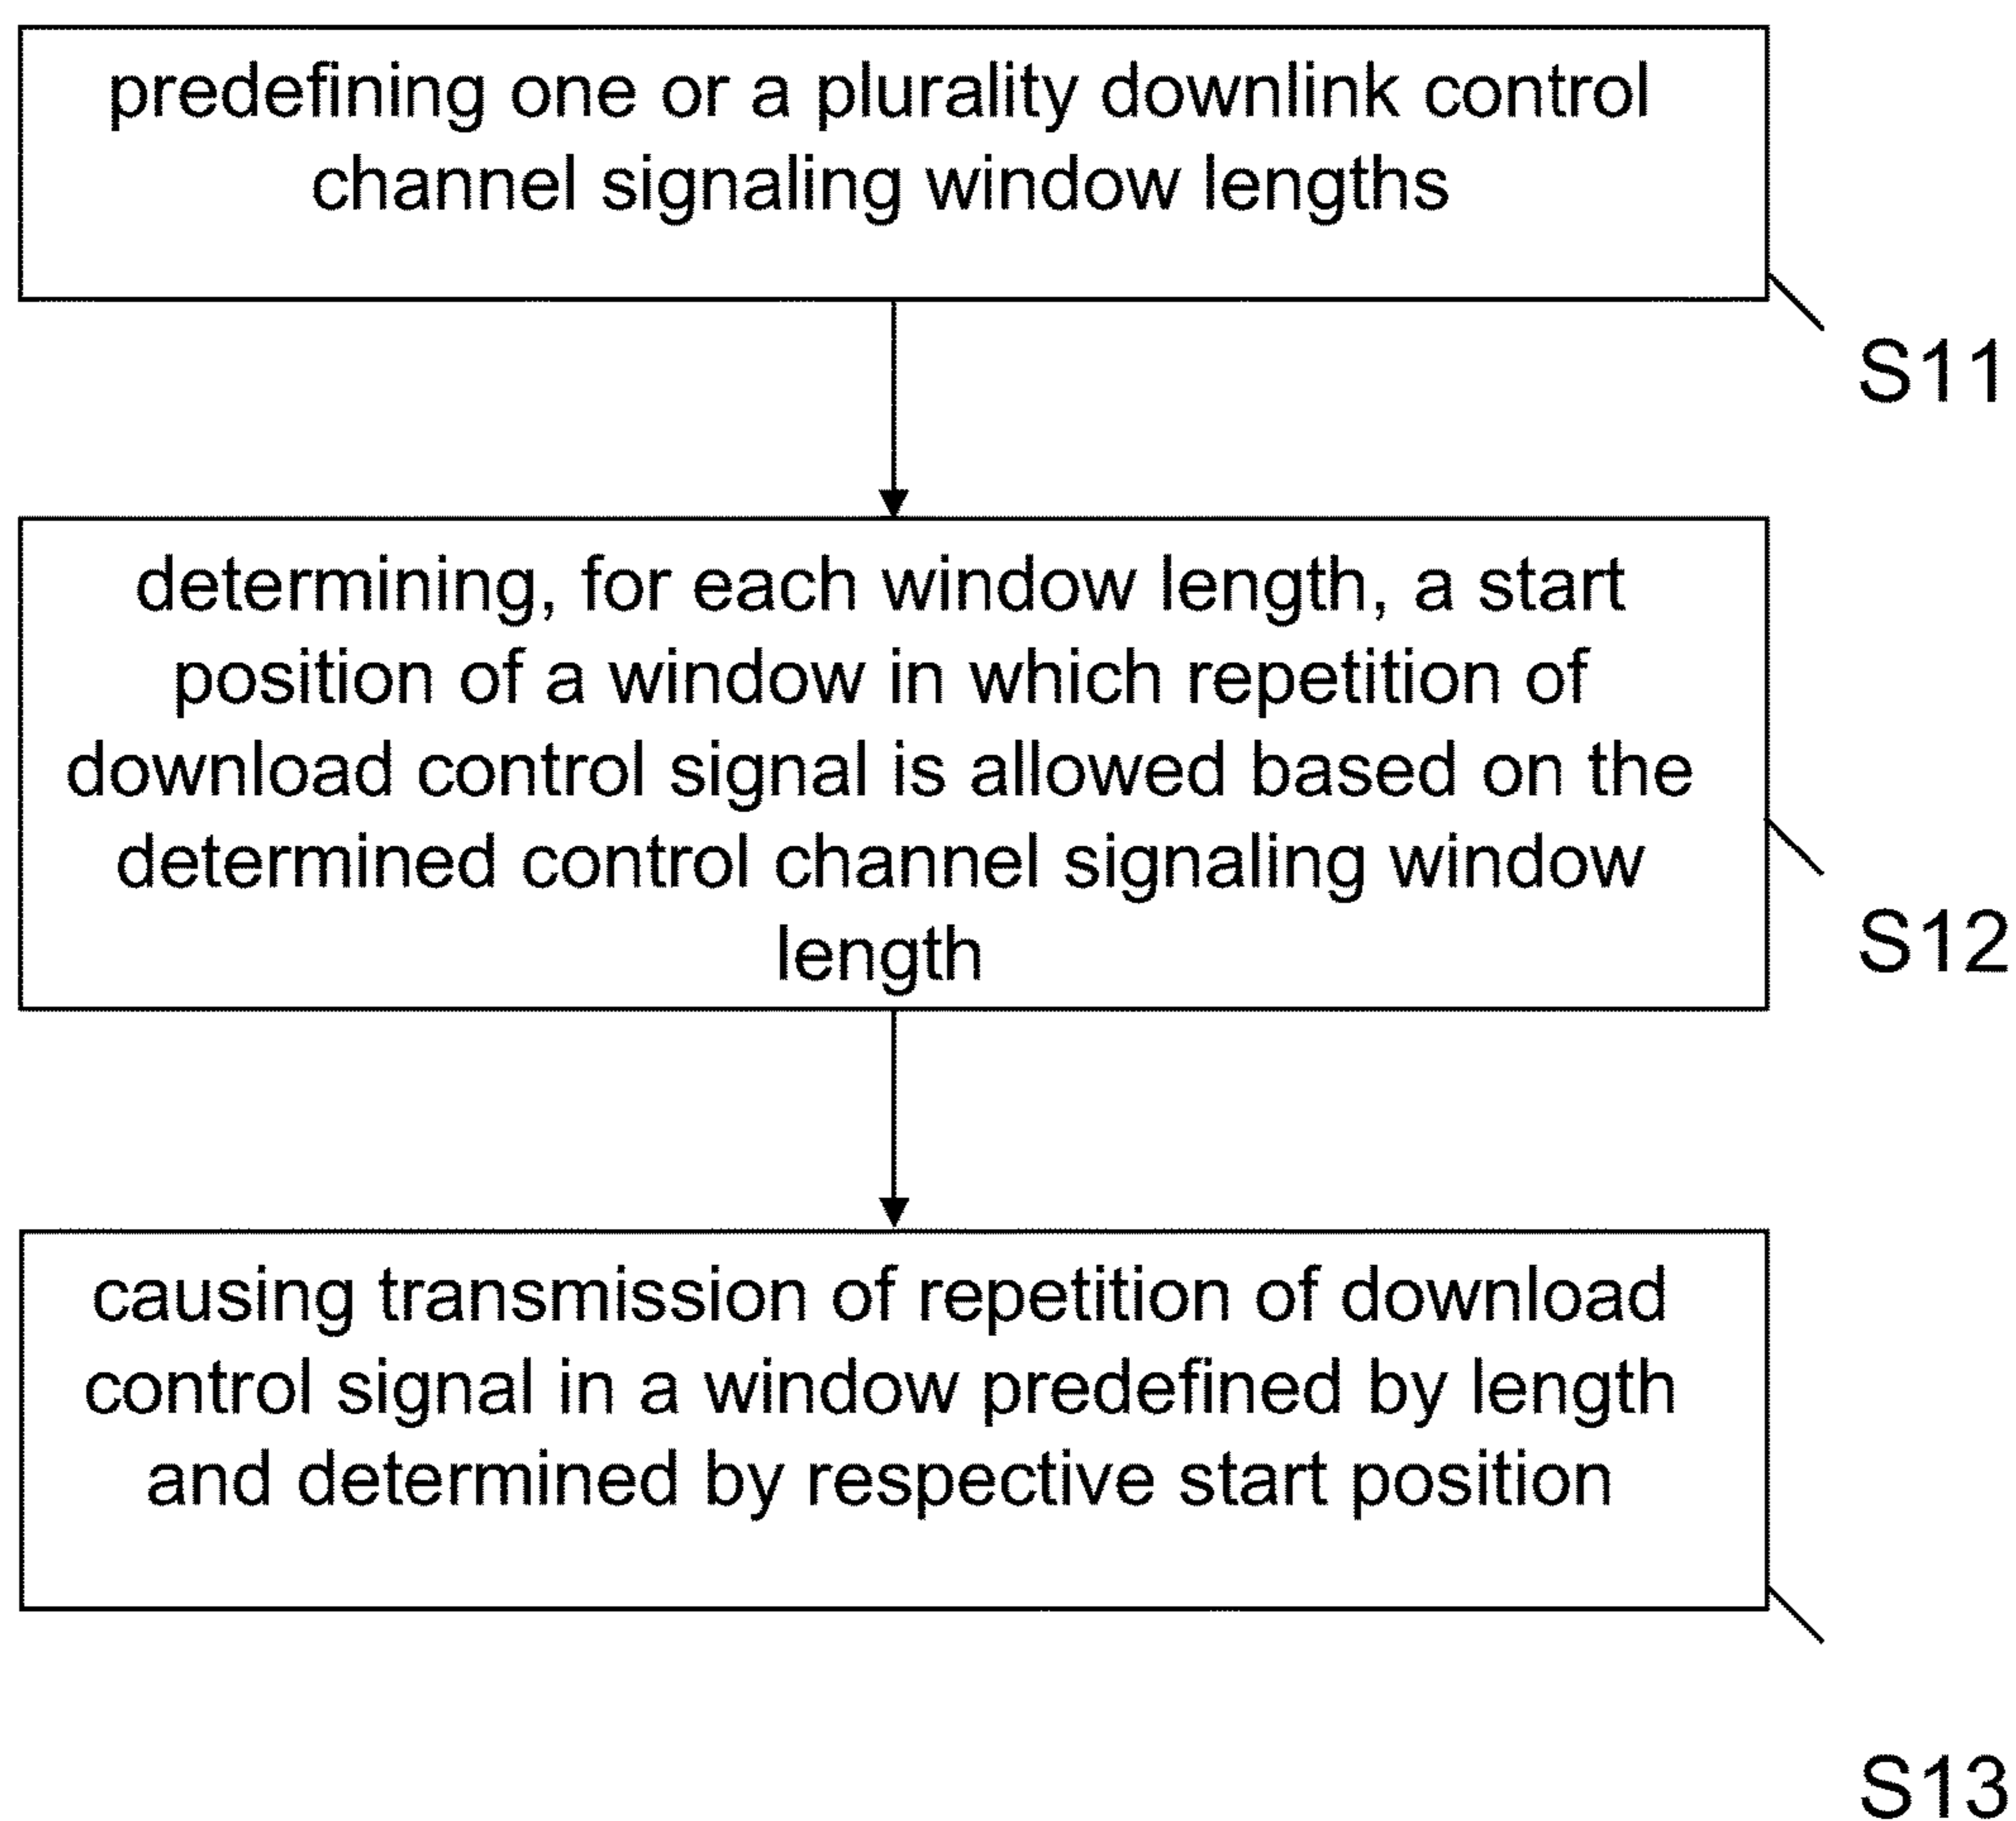 predefining one or a plurality downlink control
channel signaling window lengths
S11
determining, for each window length, a start
position of a window in which repetition of
download control signal is allowed based on the
determined control channel signaling window
length
S12
causing transmission of repetition of download
control signal in a window predefined by length
and determined by respective start position
S13